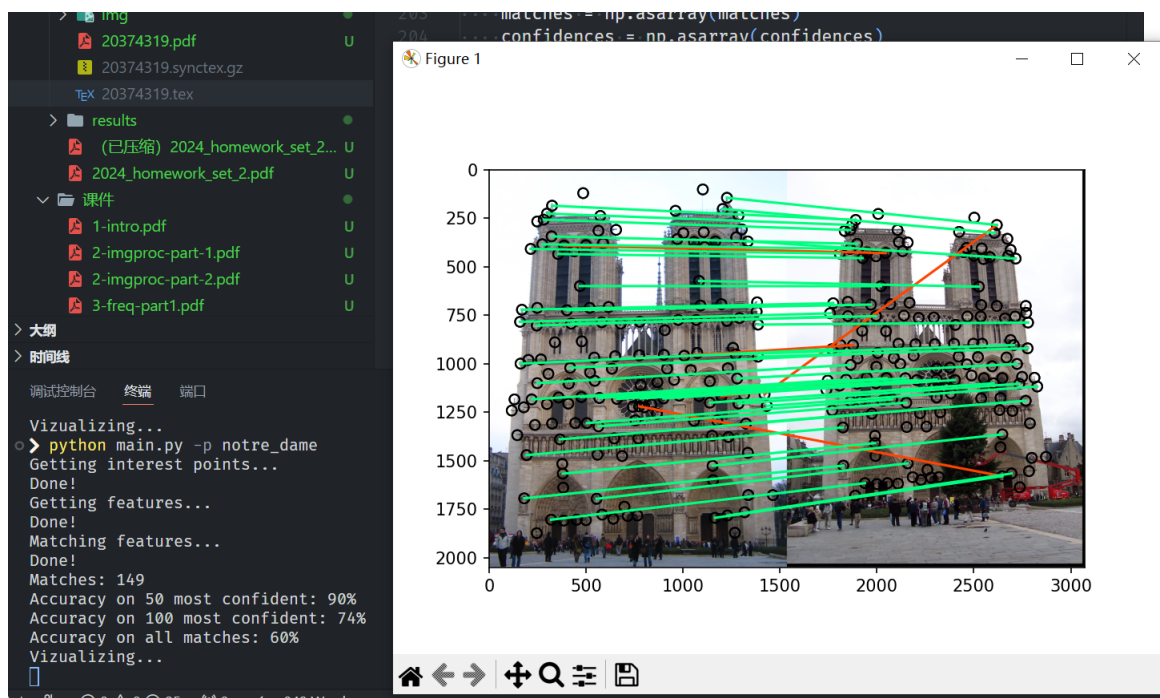 img
20374319.pdf U
20374319.synctex.gz
TEX 20374319.tex
results
(已压缩) 2024_homework_set_2... U
2024_homework_set_2.pdf U
课件
1-intro.pdf U
2-imgproc-part-1.pdf U
2-imgproc-part-2.pdf U
3-freq-part1.pdf U
大纲
时间线
调试控制台 终端 端口
Vizualizing...
❯ python main.py -p notre_dame
Getting interest points...
Done!
Getting features...
Done!
Matching features...
Done!
Matches: 149
Accuracy on 50 most confident: 90%
Accuracy on 100 most confident: 74%
Accuracy on all matches: 60%
Vizualizing...
203 matches = np.asarray(matches)
204 confidences = np.asarray(confidences)
Figure 1
0
250
500
750
1000
1250
1500
1750
2000
0 500 1000 1500 2000 2500 3000